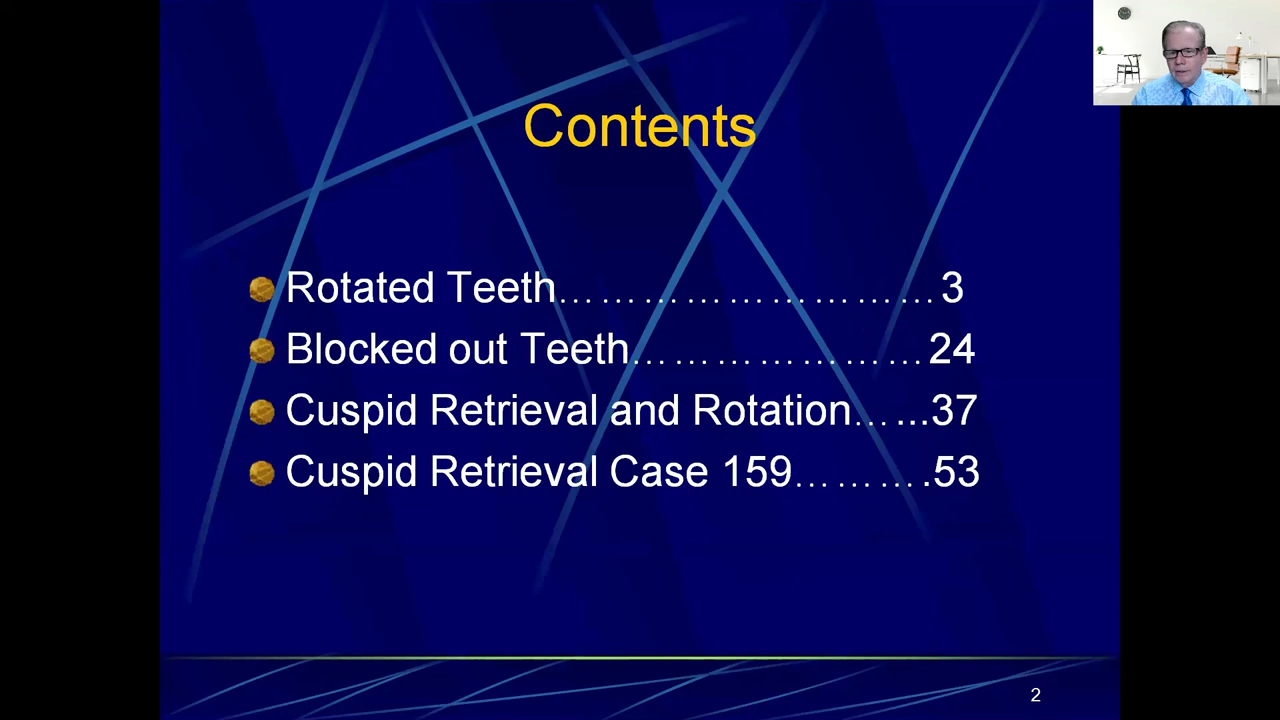 Contents
Rotated Teeth………………………3
Blocked out Teeth…………………24
Cuspid Retrieval and Rotation…...37
Cuspid Retrieval Case 159……….53
2